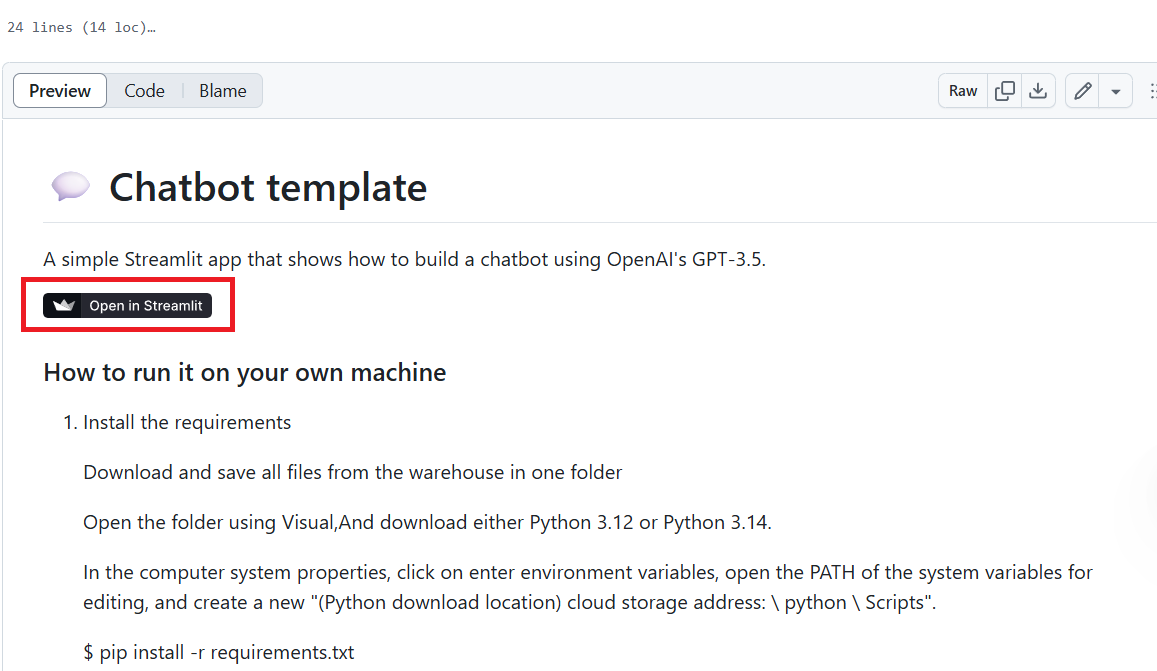 24 lines (14 loc)…
Preview Code Blame Raw
Chatbot template
A simple Streamlit app that shows how to build a chatbot using OpenAI's GPT-3.5.
Open in Streamlit
How to run it on your own machine
1. Install the requirements
Download and save all files from the warehouse in one folder
Open the folder using Visual,And download either Python 3.12 or Python 3.14.
In the computer system properties, click on enter environment variables, open the PATH of the system variables for
editing, and create a new "(Python download location) cloud storage address: \ python \ Scripts".
$ pip install -r requirements.txt